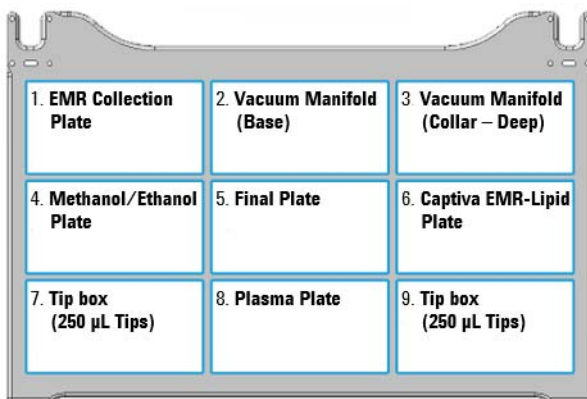 1. EMR Collection
Plate
2. Vacuum Manifold
(Base)
3 Vacuum Manifold
(Collar – Deep)
4. Methanol/Ethanol
Plate
5. Final Plate
6. Captiva EMR-Lipid
Plate
7. Tip box
(250 µL Tips)
8. Plasma Plate
9. Tip box
(250 µL Tips)